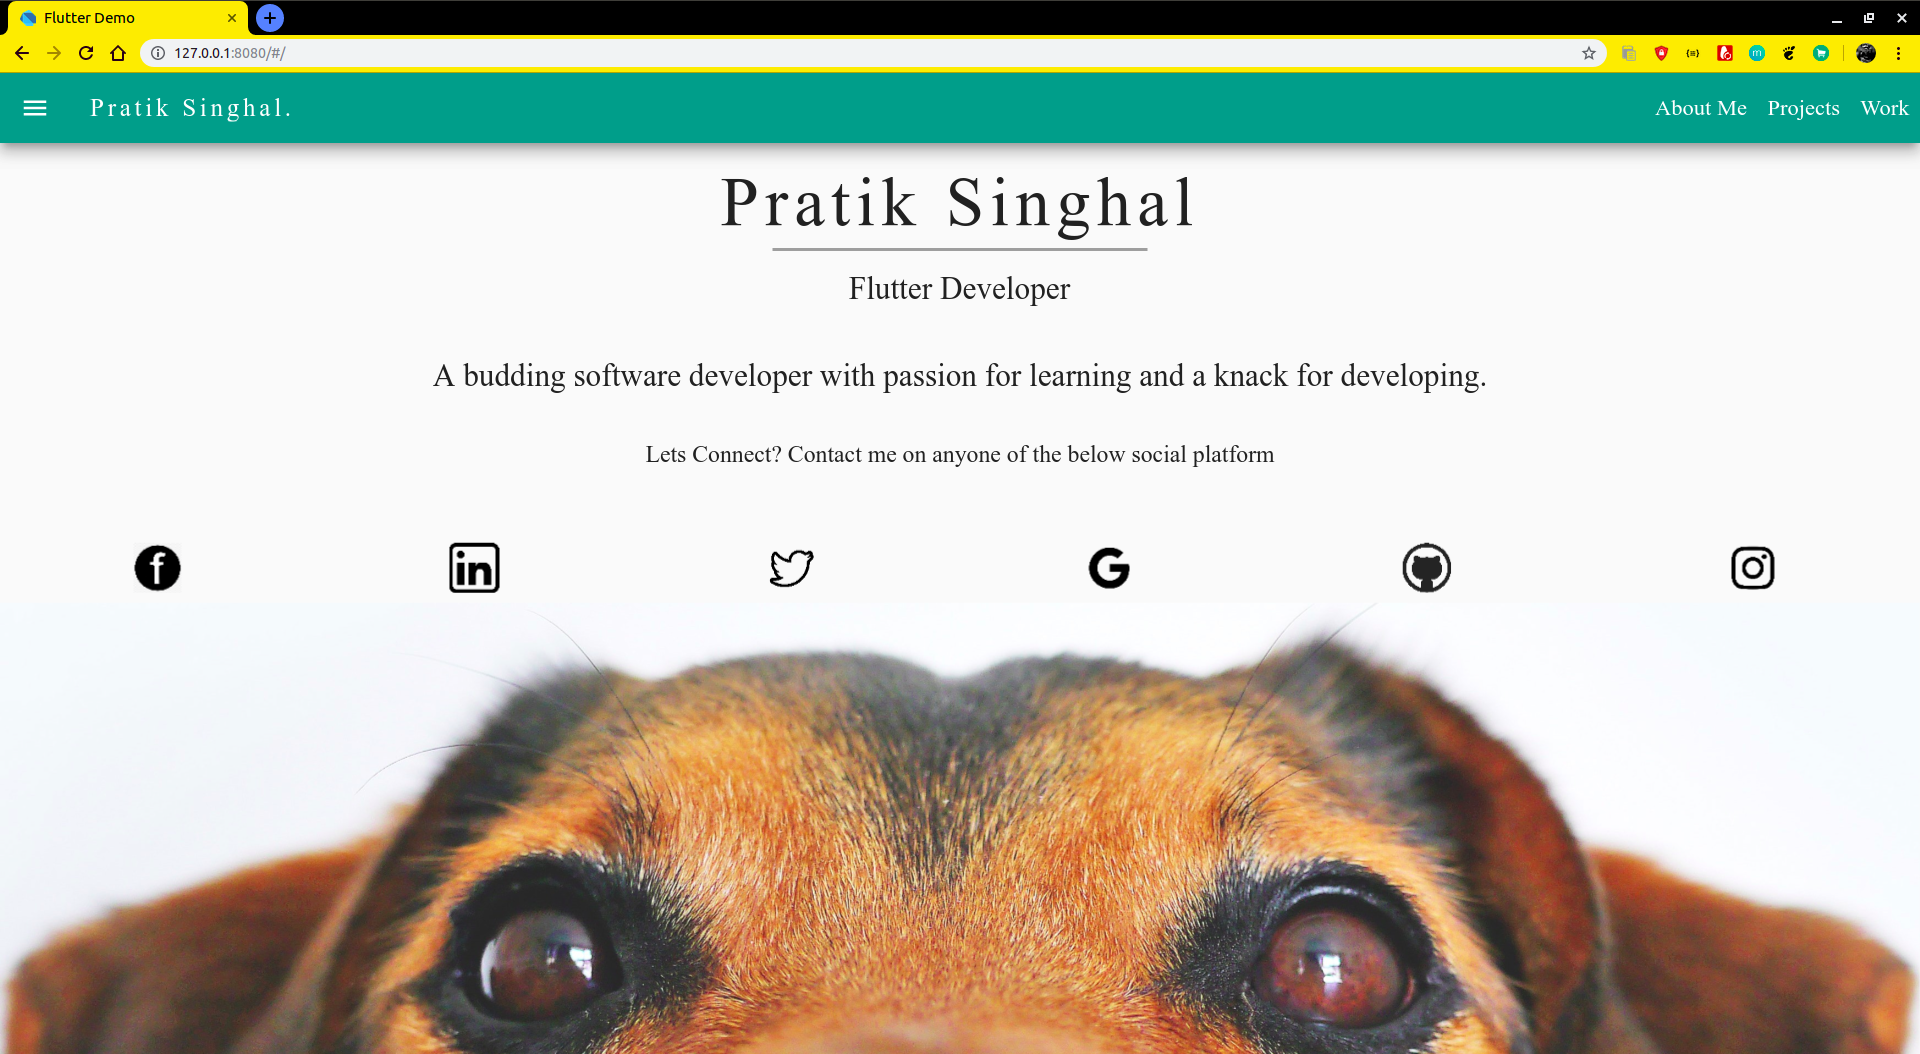 Flutter Demo
127.0.0.1:8080/#/
Pratik Singhal.
About Me
Projects
Work
Pratik Singhal
Flutter Developer
A budding software developer with passion for learning and a knack for developing.
Lets Connect? Contact me on anyone of the below social platform